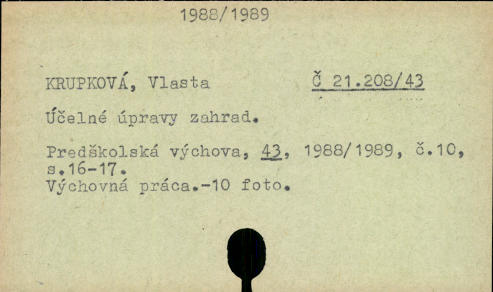 1988/1989
KRUPKOVÁ, Vlasta Č 21.208/43
Účelné úpravy zahrad.
Predškolská výchova, 43, 1988/1989, č.10,
s.16-17.
Výchovná práca.-10 foto.